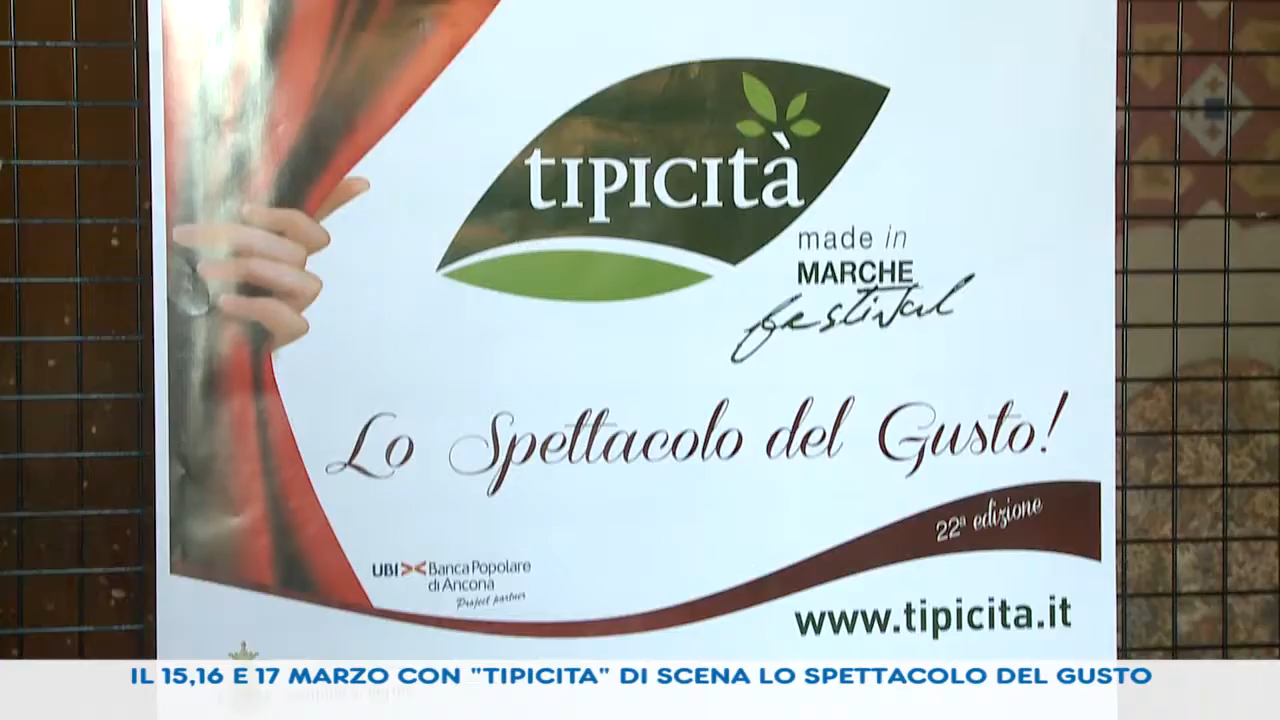 tipicità
made in
MARCHE
festival
Lo Spettacolo del Gusto!
22ª edizione
UBI Banca Popolare
di Ancona
Project partner
www.tipicita.it
IL 15,16 E 17 MARZO CON "TIPICITA" DI SCENA LO SPETTACOLO DEL GUSTO